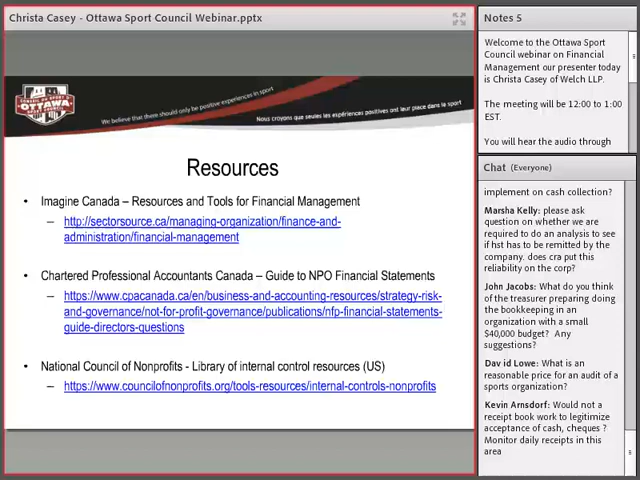 Christa Casey - Ottawa Sport Council Webinar.pptx
COUNCIL ON SPORT D'
OTTAWA
SPORT COUNCIL
We believe that there should only be positive experiences in sport
Nous croyons que seules les expériences positives ont leur place dans le sport
Resources
• Imagine Canada – Resources and Tools for Financial Management
– http://sectorsource.ca/managing-organization/finance-and-
administration/financial-management
• Chartered Professional Accountants Canada – Guide to NPO Financial Statements
– https://www.cpacanada.ca/en/business-and-accounting-resources/strategy-risk-
and-governance/not-for-profit-governance/publications/nfp-financial-statements-
guide-directors-questions
• National Council of Nonprofits - Library of internal control resources (US)
– https://www.councilofnonprofits.org/tools-resources/internal-controls-nonprofits
Notes 5
Welcome to the Ottawa Sport
Council webinar on Financial
Management our presenter today
is Christa Casey of Welch LLP.
The meeting will be 12:00 to 1:00
EST.
You will hear the audio through
Chat (Everyone)
implement on cash collection?
Marsha Kelly: please ask
question on whether we are
required to do an analysis to see
if hst has to be remitted by the
company. does cra put this
reliability on the corp?
John Jacobs: What do you think
of the treasurer preparing doing
the bookkeeping in an
organization with a small
$40,000 budget? Any
suggestions?
Dav id Lowe: What is an
reasonable price for an audit of a
sports organization?
Kevin Arnsdorf: Would not a
receipt book work to legitimize
acceptance of cash, cheques ?
Monitor daily receipts in this
area